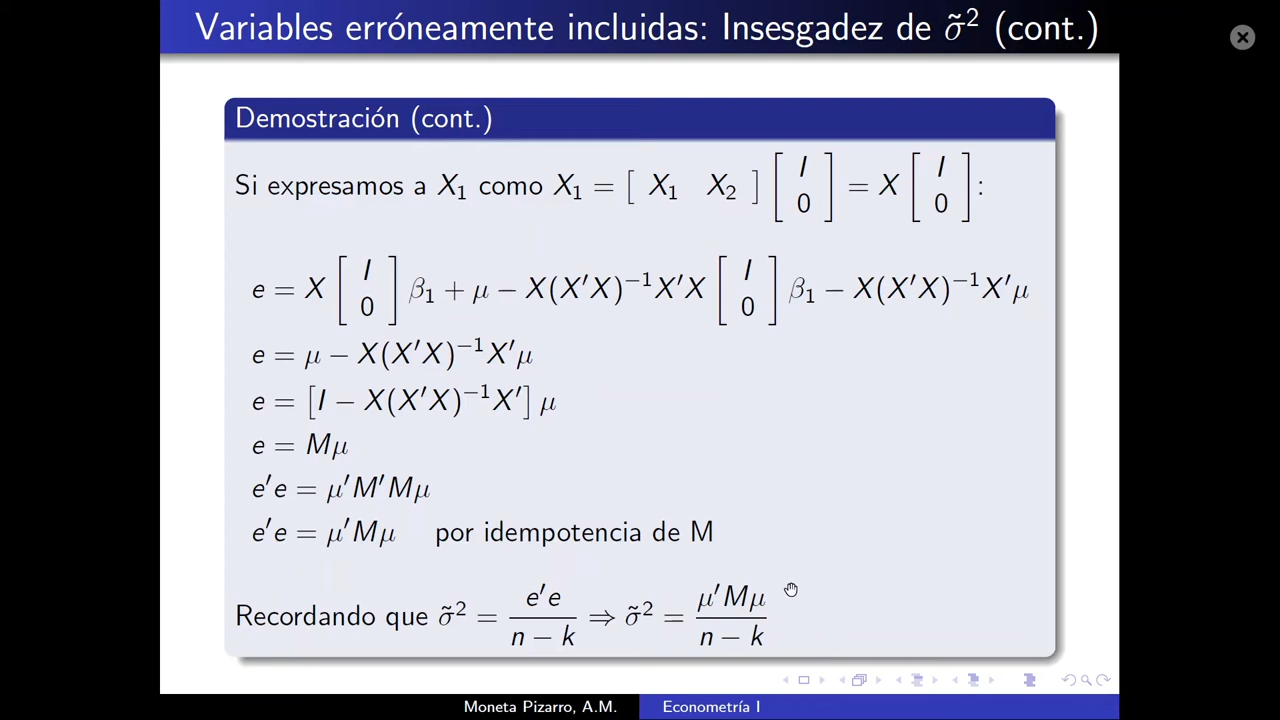 Variables erróneamente incluidas: Insesgadez de σ̃² (cont.)
Demostración (cont.)
Si expresamos a X₁ como X₁ = [ X₁ X₂ ] [ I 0 ] = X [ I 0 ] :
e = X [ I 0 ] β₁ + μ − X(X′X)⁻¹X′X [ I 0 ] β₁ − X(X′X)⁻¹X′μ
e = μ − X(X′X)⁻¹X′μ
e = [I − X(X′X)⁻¹X′] μ
e = Mμ
e′e = μ′M′Mμ
e′e = μ′Mμ por idempotencia de M
Recordando que σ̃² = e′e / n − k ⇒ σ̃² = μ′Mμ / n − k
Moneta Pizarro, A.M. Econometría I